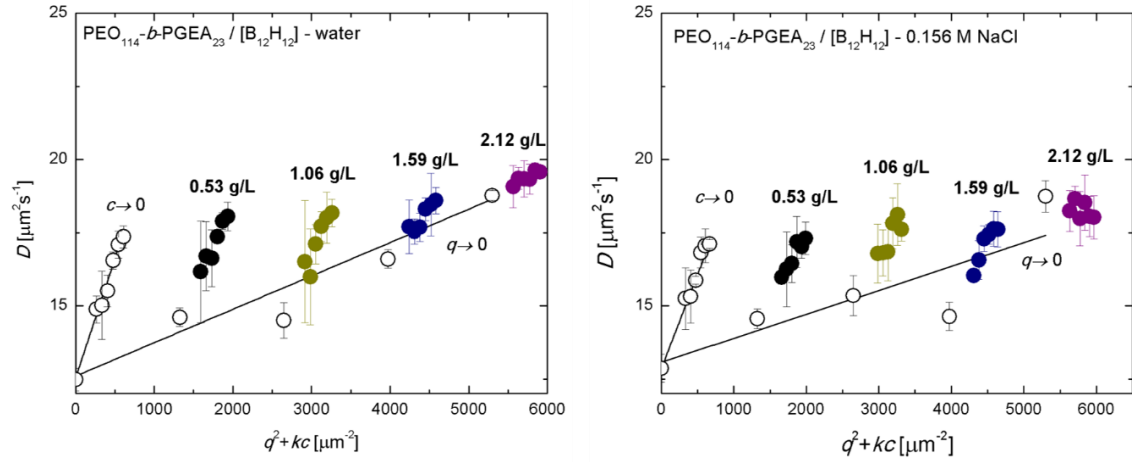 PEO₁₁₄-b-PGEA₂₃ / [B₁₂H₁₂] - water
25
20
15
D [μm²s⁻¹]
c→ 0
0.53 g/L
1.06 g/L
1.59 g/L
2.12 g/L
q→ 0
0 1000 2000 3000 4000 5000 6000
q²+kc [μm⁻²]
PEO₁₁₄-b-PGEA₂₃ / [B₁₂H₁₂] - 0.156 M NaCl
25
20
15
D [μm² s⁻¹]
c→ 0
0.53 g/L
1.06 g/L
1.59 g/L
2.12 g/L
q→ 0
0 1000 2000 3000 4000 5000 6000
q²+kc [μm⁻²]